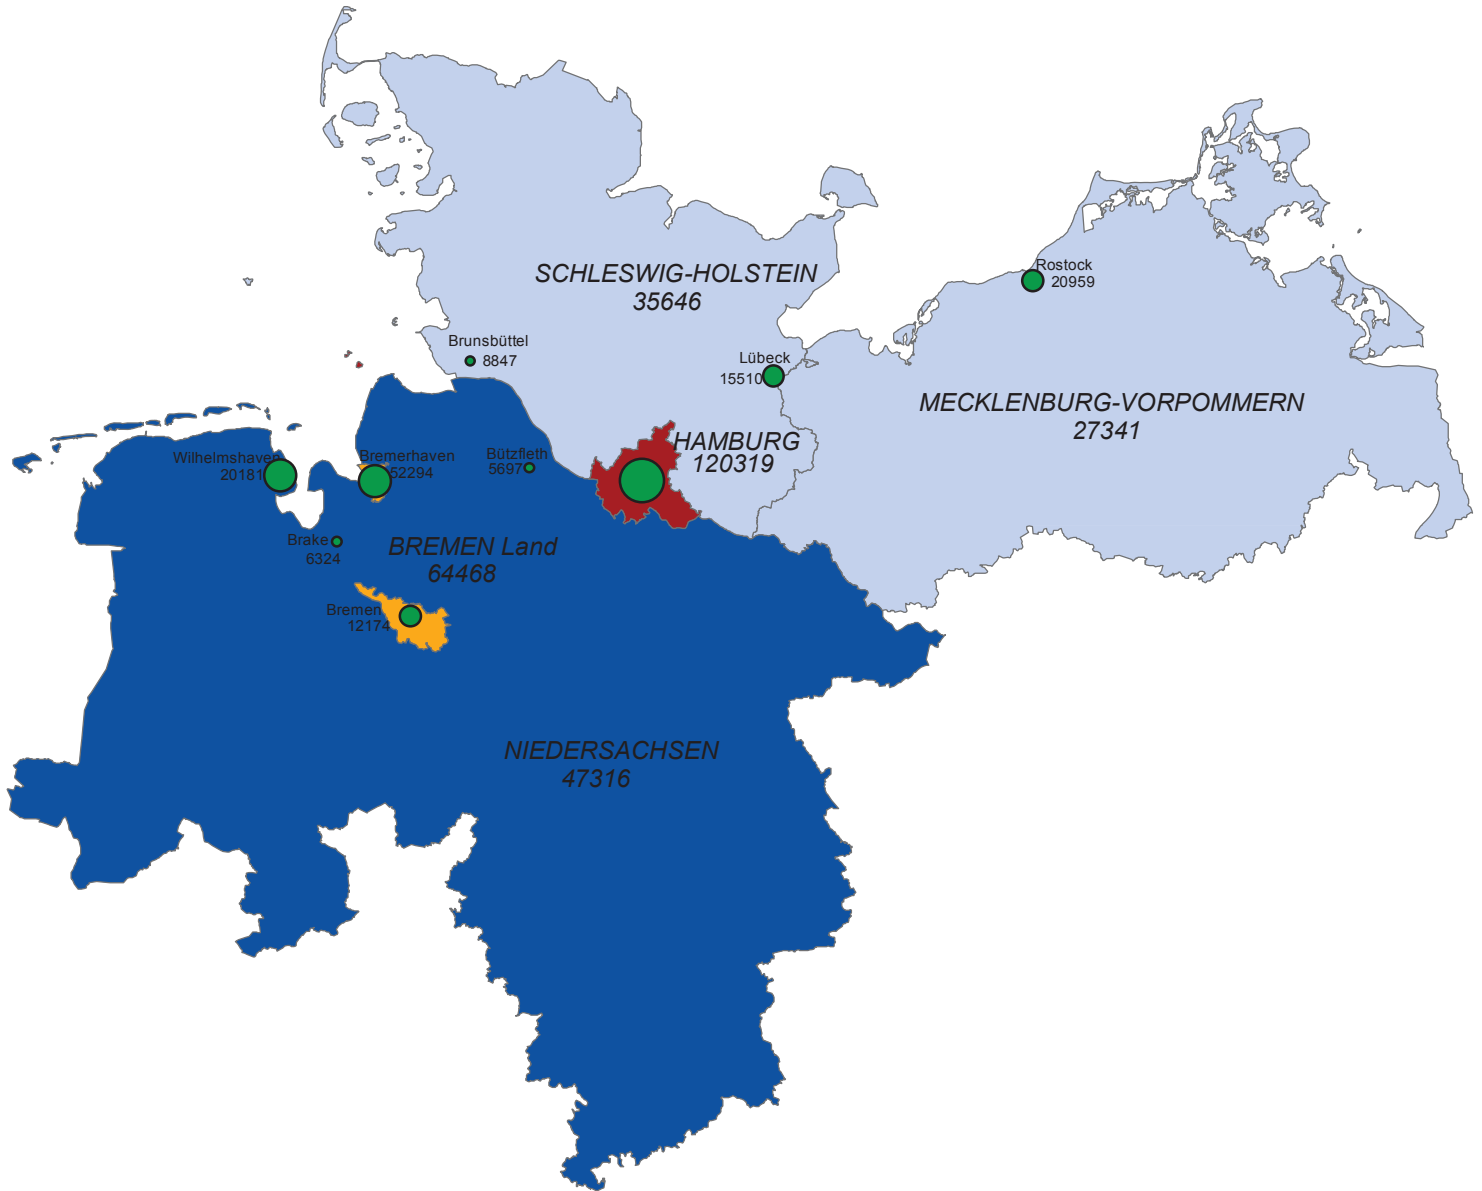 SCHLESWIG-HOLSTEIN
35646
Rostock
20959
Brunsbüttel
8847
Lübeck
15510
MECKLENBURG-VORPOMMERN
27341
HAMBURG
120319
Wilhelmshaven
20181
Bremerhaven
52294
Bützfleth
5697
Brake
6324
BREMEN Land
64468
Bremen
12174
NIEDERSACHSEN
47316